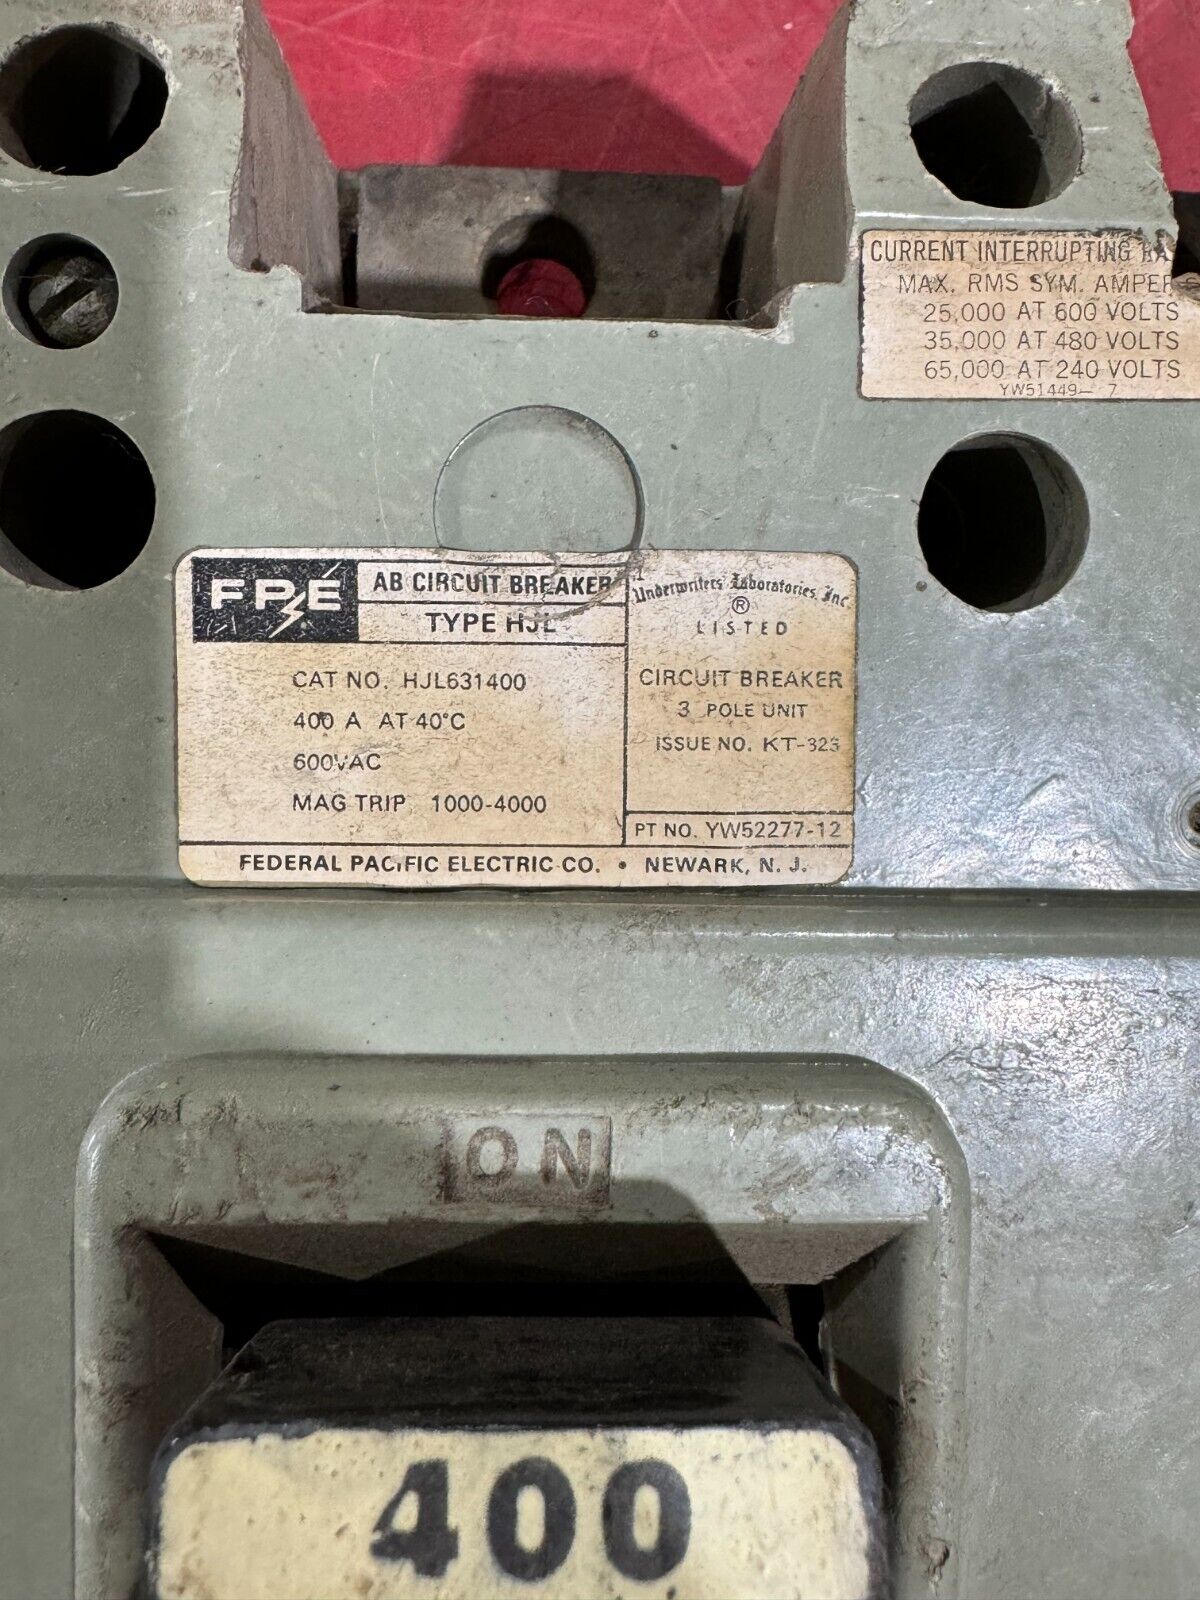 CURRENT INTERRUPTING
MAX. RMS SYM. AMPER
25,000 AT 600 VOLTS
35,000 AT 480 VOLTS
65,000 AT 240 VOLTS
YW51449-7
FPE
AB CIRCUIT BREAKER
TYPE HJL
CAT NO. HJL631400
400 A AT 40°C
600VAC
MAG TRIP 1000-4000
Underwriters' Laboratories, Inc.
®
LISTED
CIRCUIT BREAKER
3 POLE UNIT
ISSUE NO. KT-323
PT NO. YW52277-12
FEDERAL PACIFIC ELECTRIC CO. • NEWARK, N. J.
ON
400